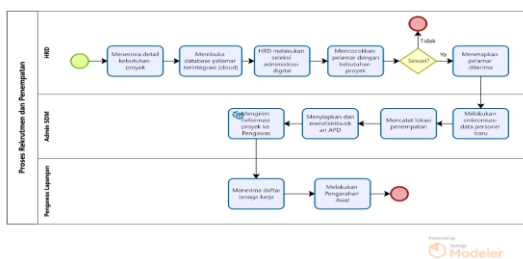 Proses Rekrutmen dan Penempatan
HRD
Menerima detail
kebutuhan
proyek
Membuka
database pelamar
terintegrasi (cloud)
HRD melakukan
seleksi
administrasi
digital
Mencocokkan
pelamar dengan
kebutuhan
proyek
Sesuai?
Tidak
Ya
Menetapkan
pelamar
diterima.
Admin SDM
Mengirim
informasi
proyek ke
Pengawas
Menyiapkan dan
mendistribusik
an APD
Mencatat lokasi
penempatan
Melakukan
sinkronisasi
data personel
baru
Pengawas Lapangan
Menerima daftar
tenaga kerja
Melakukan
Pengarahan
Awal
Powered by
bizagi
Modeler